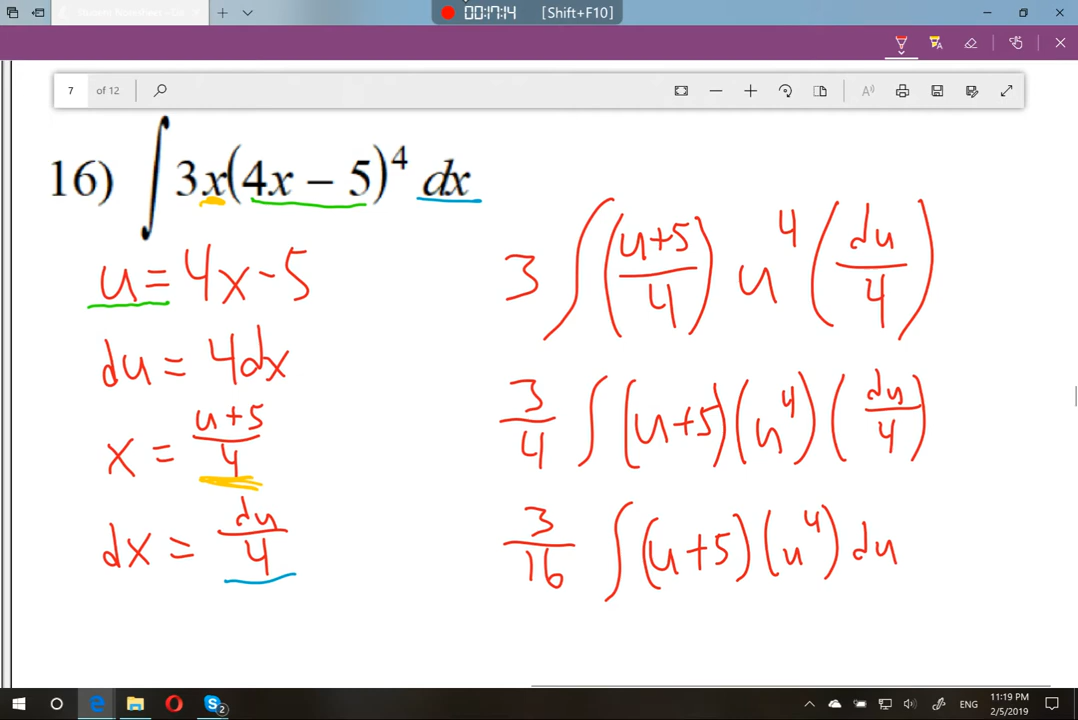 00:17:14 [Shift+F10]
7 of 12
16) ∫ 3x(4x − 5)⁴ dx
u = 4x-5
du = 4dx
x = (u+5)/4
dx = du/4
3 ∫ ((u+5)/4) u⁴ (du/4)
3/4 ∫ (u+5)(u⁴)(du/4)
3/16 ∫ (u+5)(u⁴) du
2
ENG
11:19 PM
2/5/2019